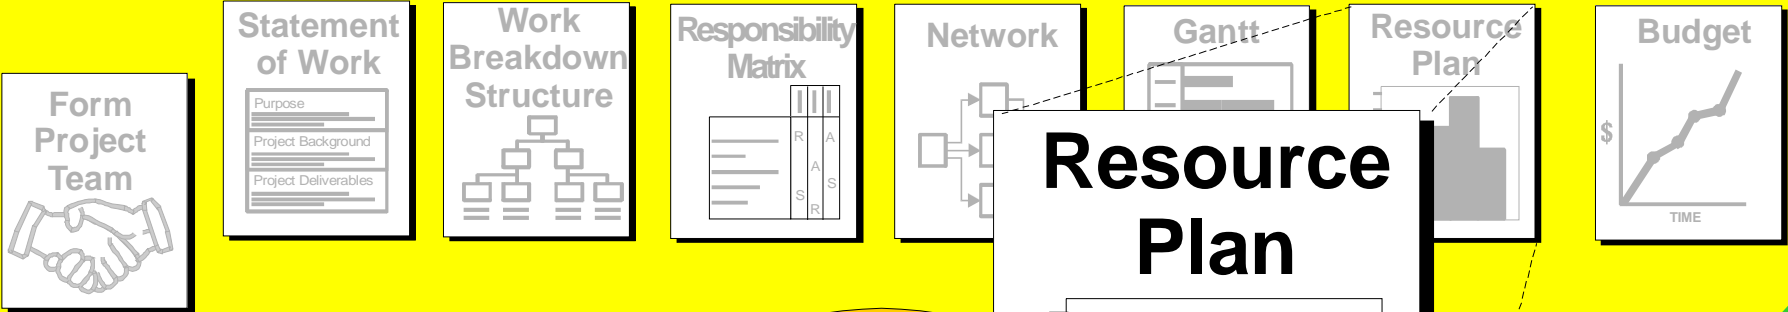 Form
Project
Team
Statement
of Work
Purpose
Project Background
Project Deliverables
Work
Breakdown
Structure
Responsibility
Matrix
R
A
A
S
S
R
Network
Gantt
Resource
Plan
Resource
Plan
Budget
$
TIME